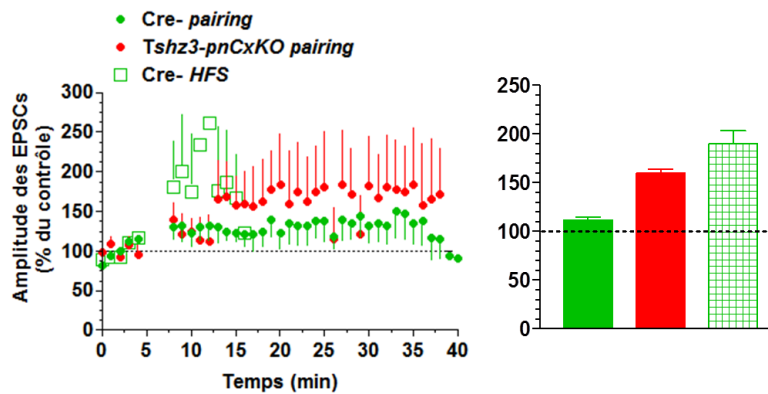 Cre- pairing
Tshz3-pnCxKO pairing
Cre- HFS
Amplitude des EPSCs
(% du contrôle)
300
250
200
150
100
50
0
0 5 10 15 20 25 30 35 40
Temps (min)
250
200
150
100
50
0